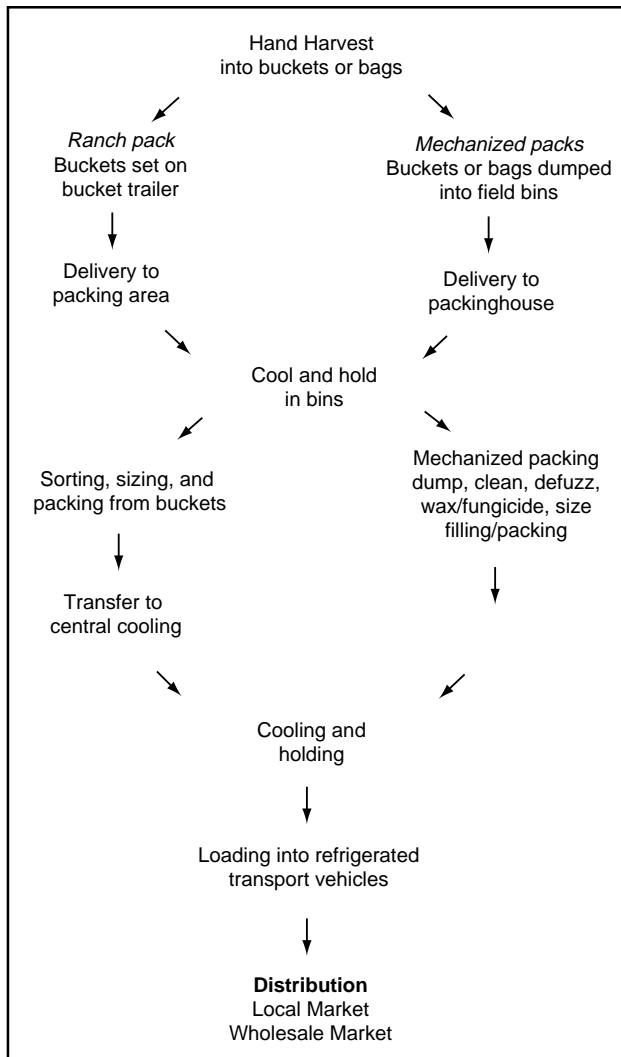 Hand Harvest
into buckets or bags
Ranch pack
Buckets set on
bucket trailer
Mechanized packs
Buckets or bags dumped
into field bins
Delivery to
packing area
Delivery to
packinghouse
Cool and hold
in bins
Sorting, sizing, and
packing from buckets
Mechanized packing
dump, clean, defuzz,
wax/fungicide, size
filling/packing
Transfer to
central cooling
Cooling and
holding
Loading into refrigerated
transport vehicles
Distribution
Local Market
Wholesale Market